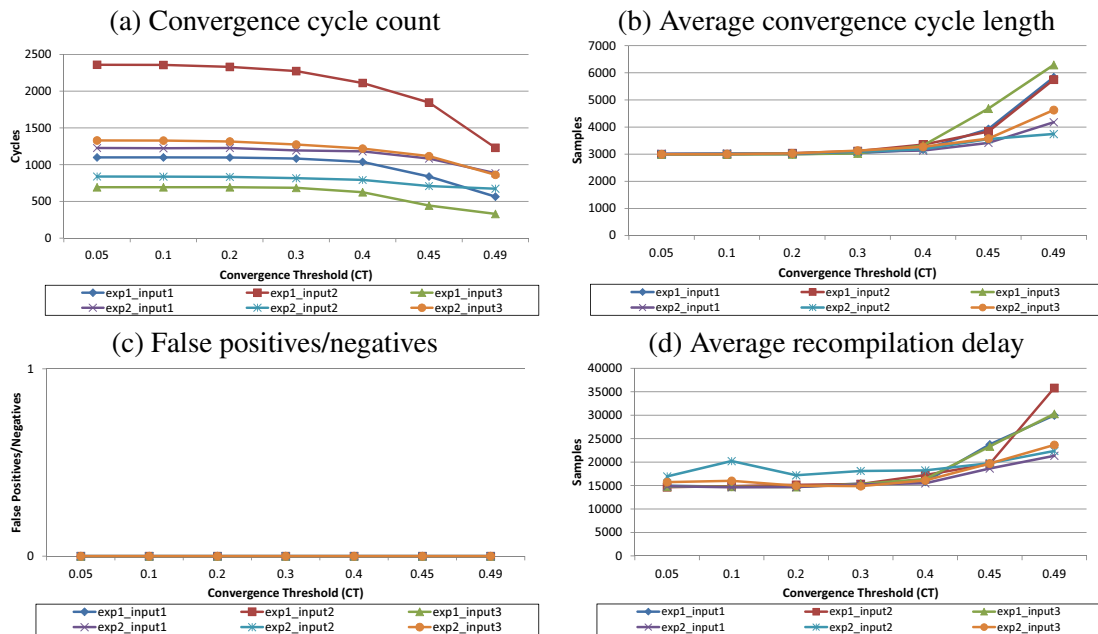 (a) Convergence cycle count
2500
2000
1500
1000
500
0
Cycles
0.05 0.1 0.2 0.3 0.4 0.45 0.49
Convergence Threshold (CT)
exp1_input1 exp1_input2 exp1_input3
exp2_input1 exp2_input2 exp2_input3
(b) Average convergence cycle length
7000
6000
5000
4000
3000
2000
1000
0
Samples
0.05 0.1 0.2 0.3 0.4 0.45 0.49
Convergence Threshold (CT)
exp1_input1 exp1_input2 exp1_input3
exp2_input1 exp2_input2 exp2_input3
(c) False positives/negatives
1
0
False Positives/Negatives
0.05 0.1 0.2 0.3 0.4 0.45 0.49
Convergence Threshold (CT)
exp1_input1 exp1_input2 exp1_input3
exp2_input1 exp2_input2 exp2_input3
(d) Average recompilation delay
40000
35000
30000
25000
20000
15000
10000
5000
0
Samples
0.05 0.1 0.2 0.3 0.4 0.45 0.49
Convergence Threshold (CT)
exp1_input1 exp1_input2 exp1_input3
exp2_input1 exp2_input2 exp2_input3